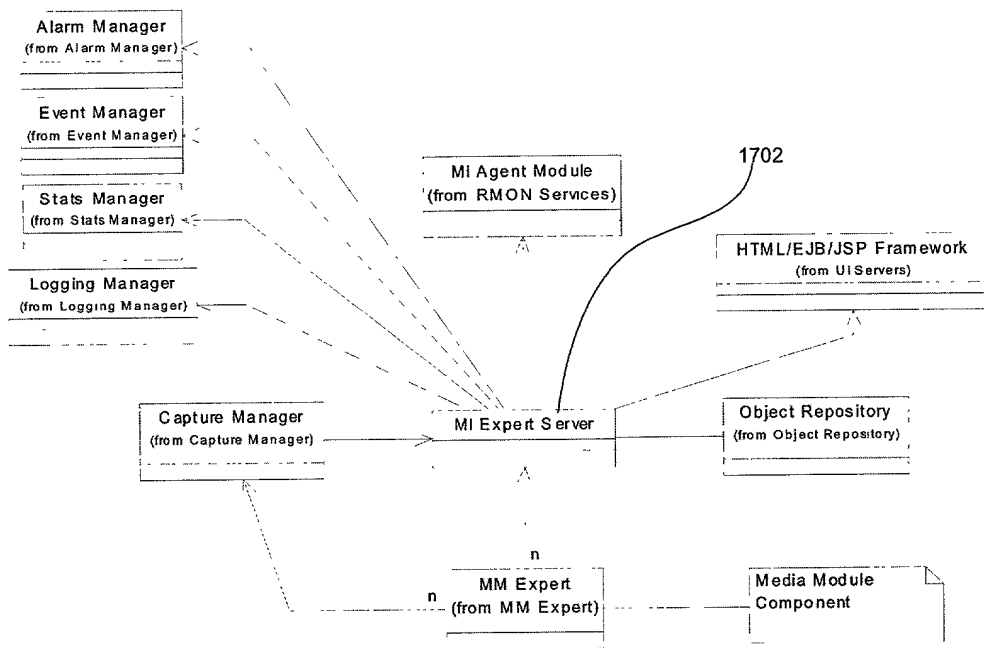 Alarm Manager
(from Alarm Manager)
Event Manager
(from Event Manager)
1702
MI Agent Module
(from RMON Services)
Stats Manager
(from Stats Manager)
HTML/EJB/JSP Framework
(from UI Servers)
Logging Manager
(from Logging Manager)
Capture Manager
(from Capture Manager)
MI Expert Server
Object Repository
(from Object Repository)
n
n
MM Expert
(from MM Expert)
Media Module
Component